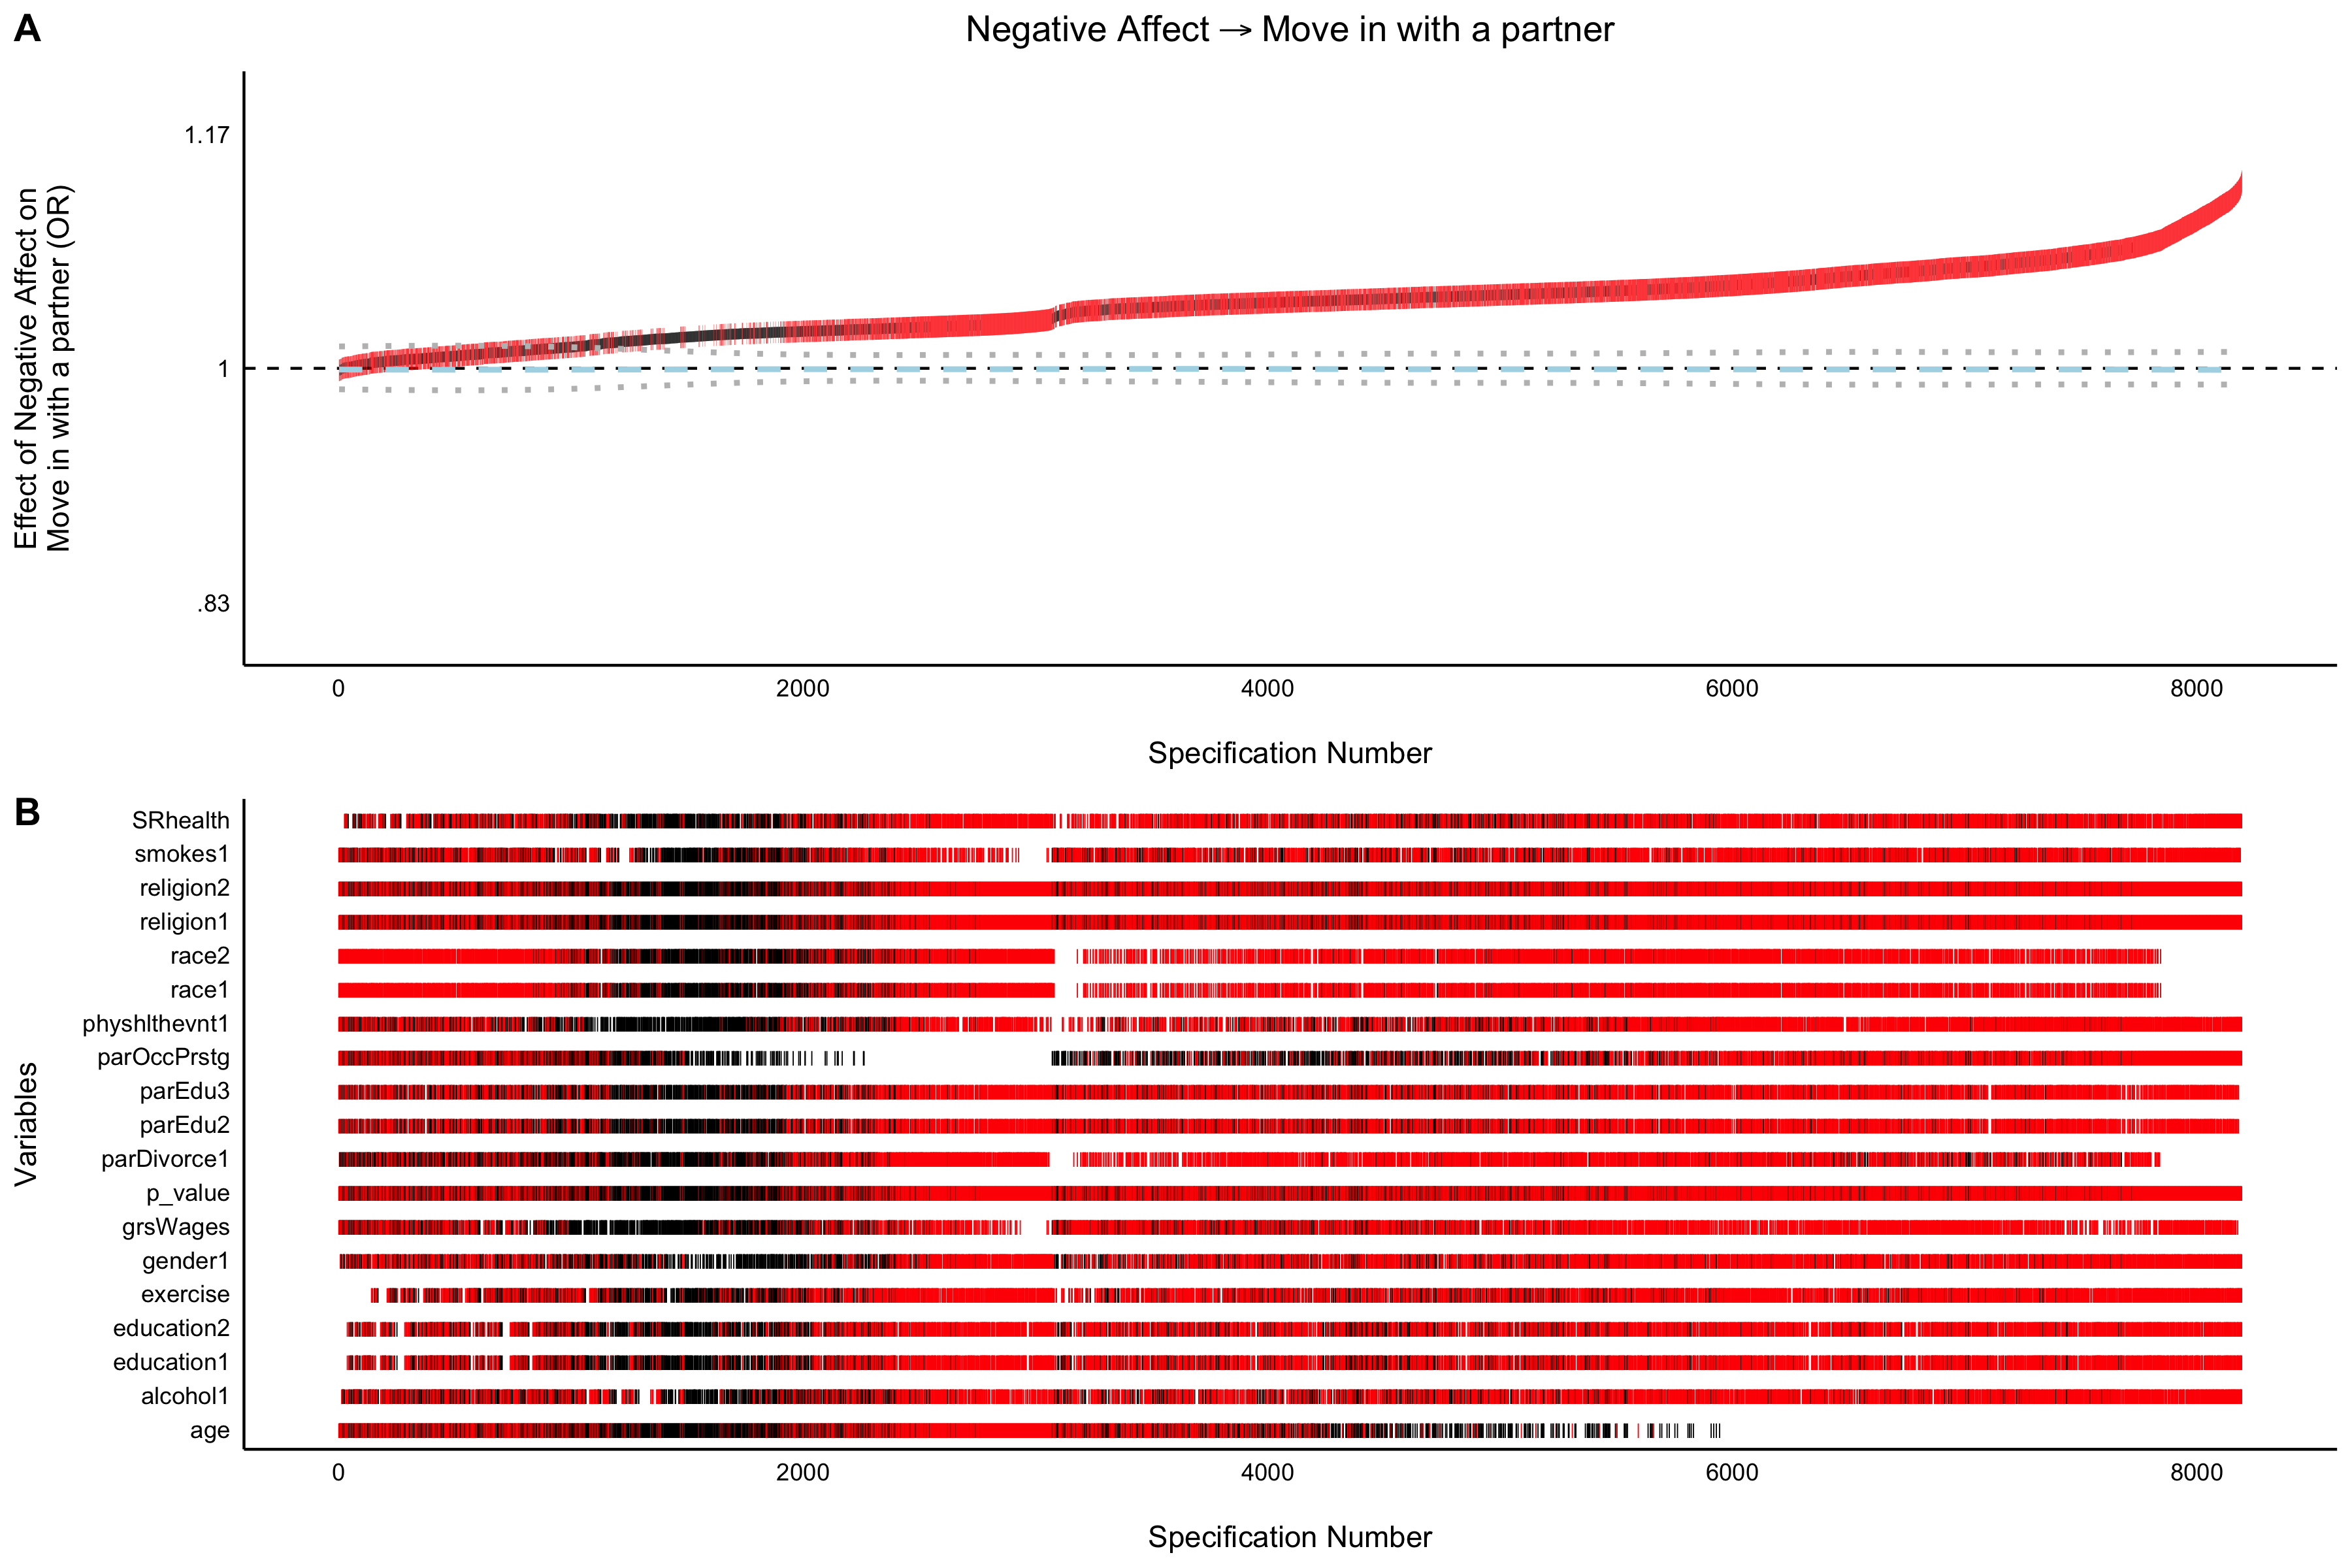 A
Negative Affect → Move in with a partner
Effect of Negative Affect on
Move in with a partner (OR)
1.17
1
.83
0 2000 4000 6000 8000
Specification Number
B
Variables
SRhealth
smokes1
religion2
religion1
race2
race1
physhlthevnt1
parOccPrstg
parEdu3
parEdu2
parDivorce1
p_value
grsWages
gender1
exercise
education2
education1
alcohol1
age
0 2000 4000 6000 8000
Specification Number